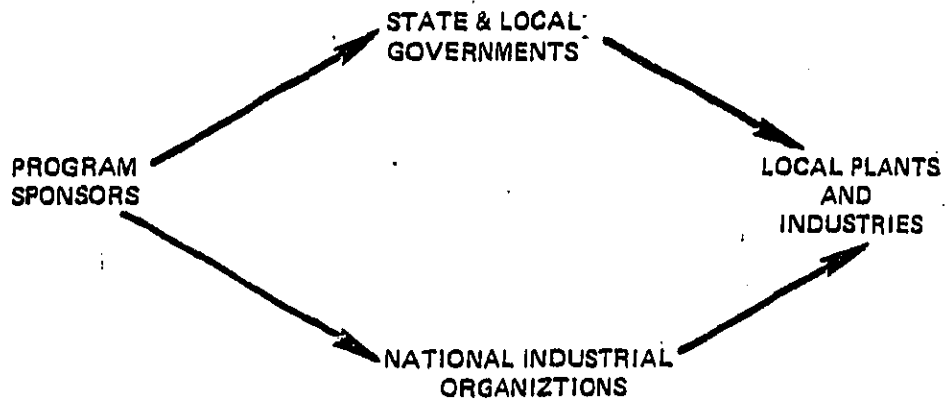 STATE & LOCAL
GOVERNMENTS
PROGRAM
SPONSORS
LOCAL PLANTS
AND
INDUSTRIES
NATIONAL INDUSTRIAL
ORGANIZTIONS